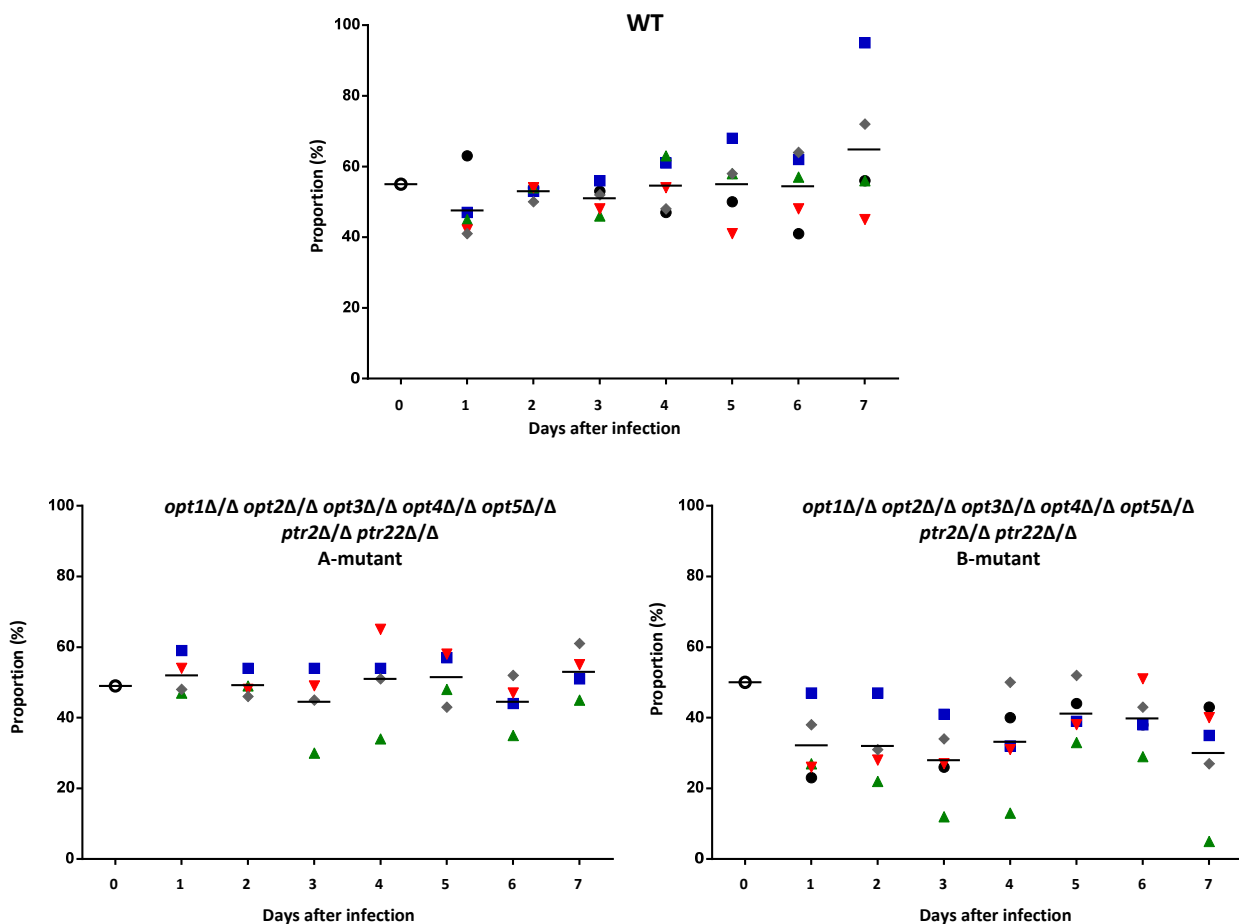 WT
100
80
60
40
20
0
Proportion (%)
0 1 2 3 4 5 6 7
Days after infection
opt1Δ/Δ opt2Δ/Δ opt3Δ/Δ opt4Δ/Δ opt5Δ/Δ
ptr2Δ/Δ ptr22Δ/Δ
A-mutant
100
80
60
40
20
0
Proportion (%)
0 1 2 3 4 5 6 7
Days after infection
opt1Δ/Δ opt2Δ/Δ opt3Δ/Δ opt4Δ/Δ opt5Δ/Δ
ptr2Δ/Δ ptr22Δ/Δ
B-mutant
100
80
60
40
20
0
Proportion (%)
0 1 2 3 4 5 6 7
Days after infection